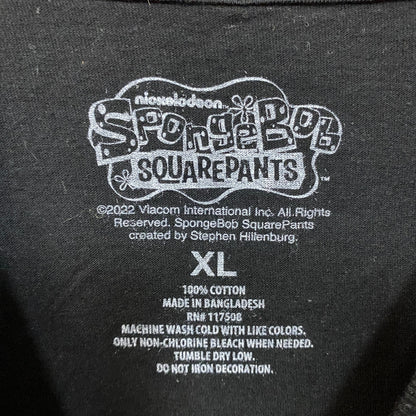 nickelodeon
SpongeBob
SQUAREPANTS™
©2022 Viacom International Inc. All Rights
Reserved. SpongeBob SquarePants
created by Stephen Hillenburg.
XL
100% COTTON
MADE IN BANGLADESH
RN# 117508
MACHINE WASH COLD WITH LIKE COLORS.
ONLY NON-CHLORINE BLEACH WHEN NEEDED.
TUMBLE DRY LOW.
DO NOT IRON DECORATION.